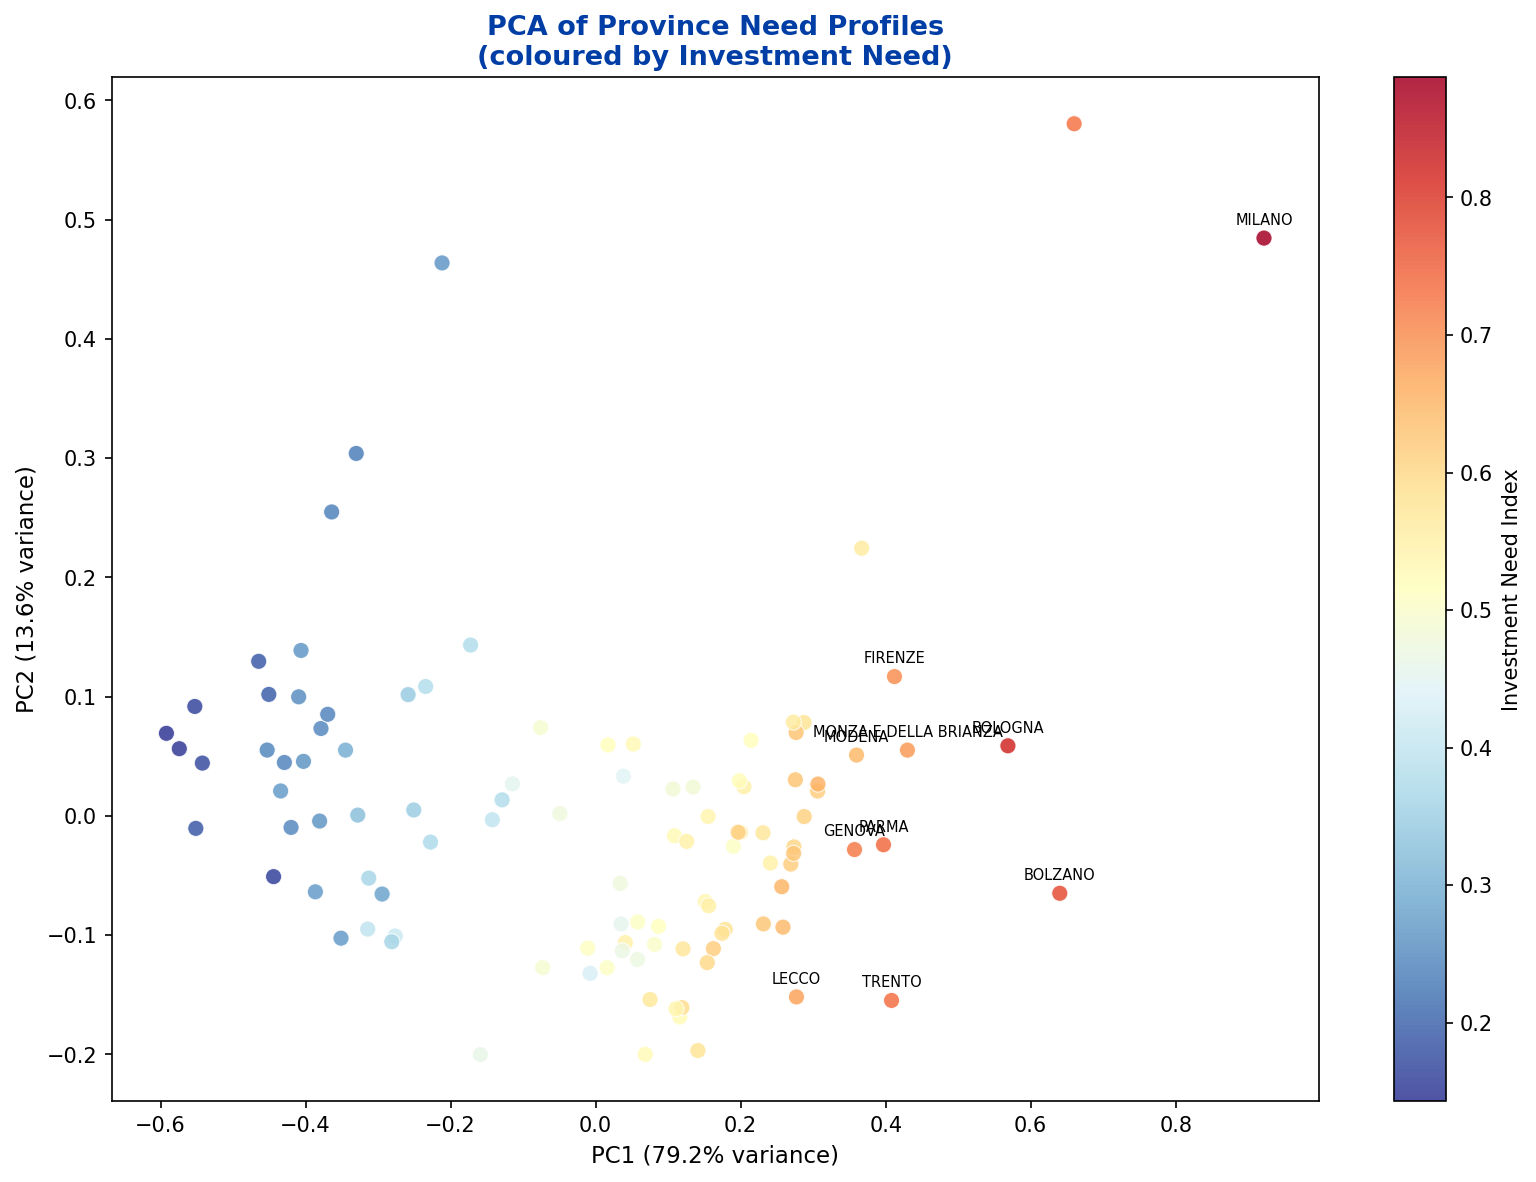 PCA of Province Need Profiles
(coloured by Investment Need)
0.6
0.5
0.4
0.3
0.2
0.1
0.0
−0.1
−0.2
PC2 (13.6% variance)
MILANO
FIRENZE
BOLOGNA
MONZA E DELLA BRIANZA
MODENA
PARMA
GENOVA
BOLZANO
LECCO
TRENTO
−0.6
−0.4
−0.2
0.0
0.2
0.4
0.6
0.8
PC1 (79.2% variance)
0.8
0.7
0.6
0.5
0.4
0.3
0.2
Investment Need Index